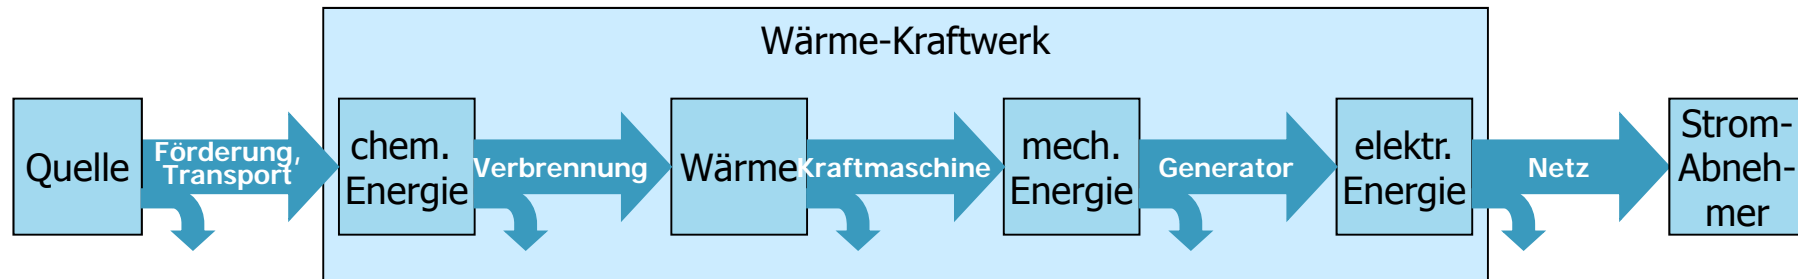 Wärme-Kraftwerk
Quelle
Förderung,
Transport
chem.
Energie
Verbrennung
Wärme
Kraftmaschine
mech.
Energie
Generator
elektr.
Energie
Netz
Strom-
Abneh-
mer